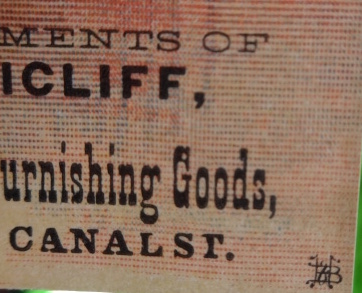 MENTS OF
ICLIFF,
urnishing Goods,
CANAL ST.